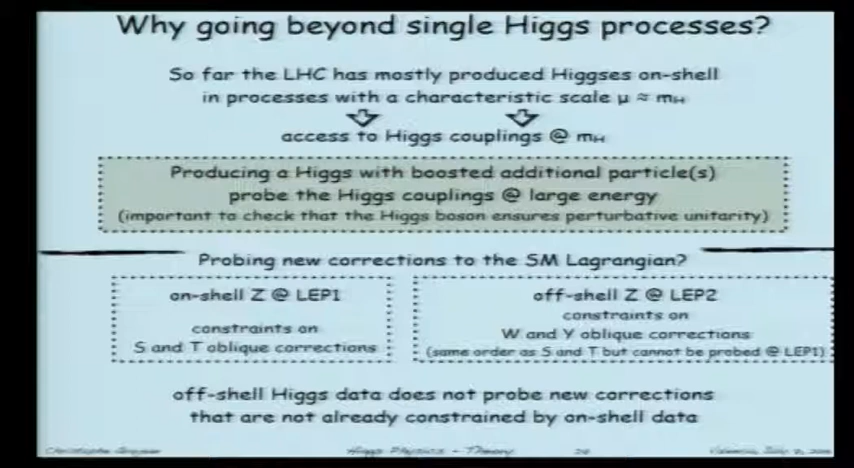 Why going beyond single Higgs processes?
So far the LHC has mostly produced Higgses on-shell
in processes with a characteristic scale μ ≈ mH
access to Higgs couplings @ mH
Producing a Higgs with boosted additional particle(s)
probe the Higgs couplings @ large energy
(important to check that the Higgs boson ensures perturbative unitarity)
Probing new corrections to the SM Lagrangian?
on-shell Z @ LEP1
constraints on
S and T oblique corrections
off-shell Z @ LEP2
constraints on
W and Y oblique corrections
(same order as S and T but cannot be probed @ LEP1)
off-shell Higgs data does not probe new corrections
that are not already constrained by on-shell data
Higgs Physics - Theory